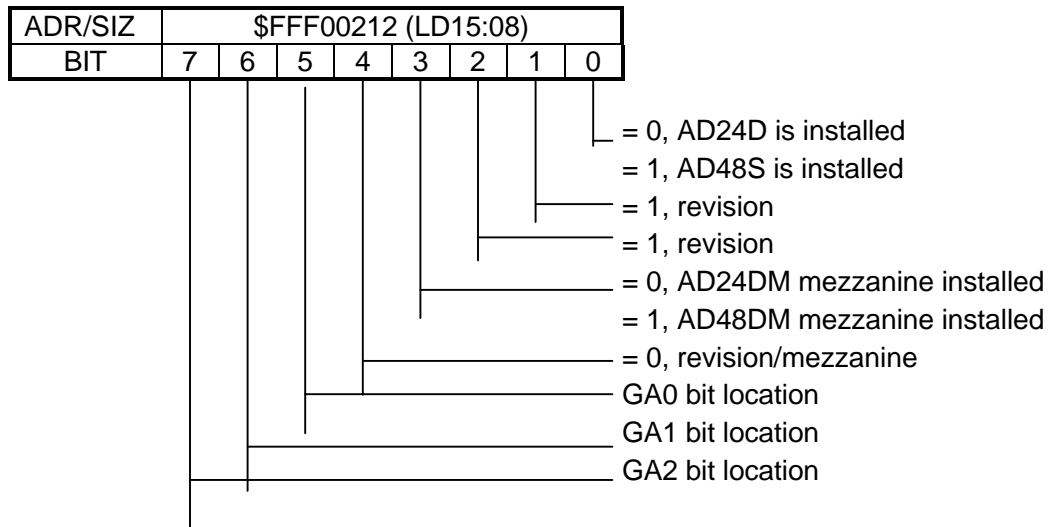 ADR/SIZ $FFF00212 (LD15:08)
BIT 7 6 5 4 3 2 1 0
= 0, AD24D is installed
= 1, AD48S is installed
= 1, revision
= 1, revision
= 0, AD24DM mezzanine installed
= 1, AD48DM mezzanine installed
= 0, revision/mezzanine
GA0 bit location
GA1 bit location
GA2 bit location